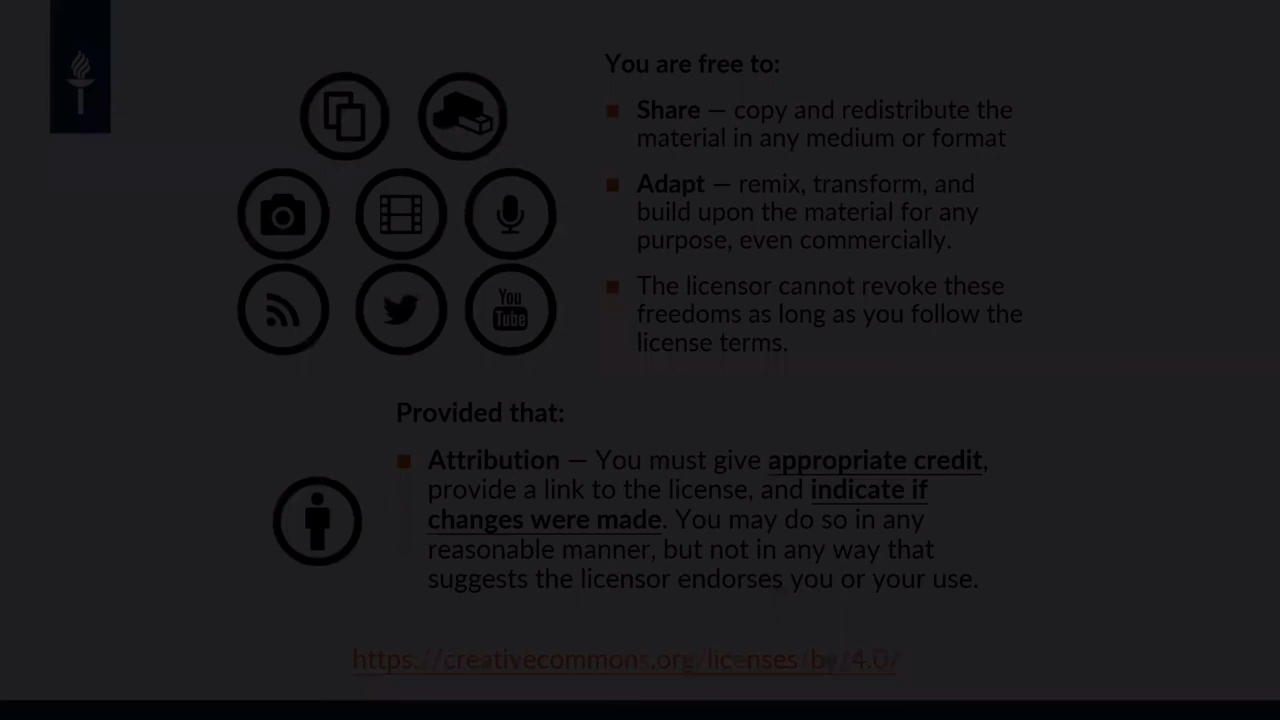 You are free to:
Share — copy and redistribute the
material in any medium or format
Adapt — remix, transform, and
build upon the material for any
purpose, even commercially.
The licensor cannot revoke these
freedoms as long as you follow the
license terms.
You
Tube
Provided that:
Attribution — You must give appropriate credit,
provide a link to the license, and indicate if
changes were made. You may do so in any
reasonable manner, but not in any way that
suggests the licensor endorses you or your use.
https://creativecommons.org/licenses/by/4.0/